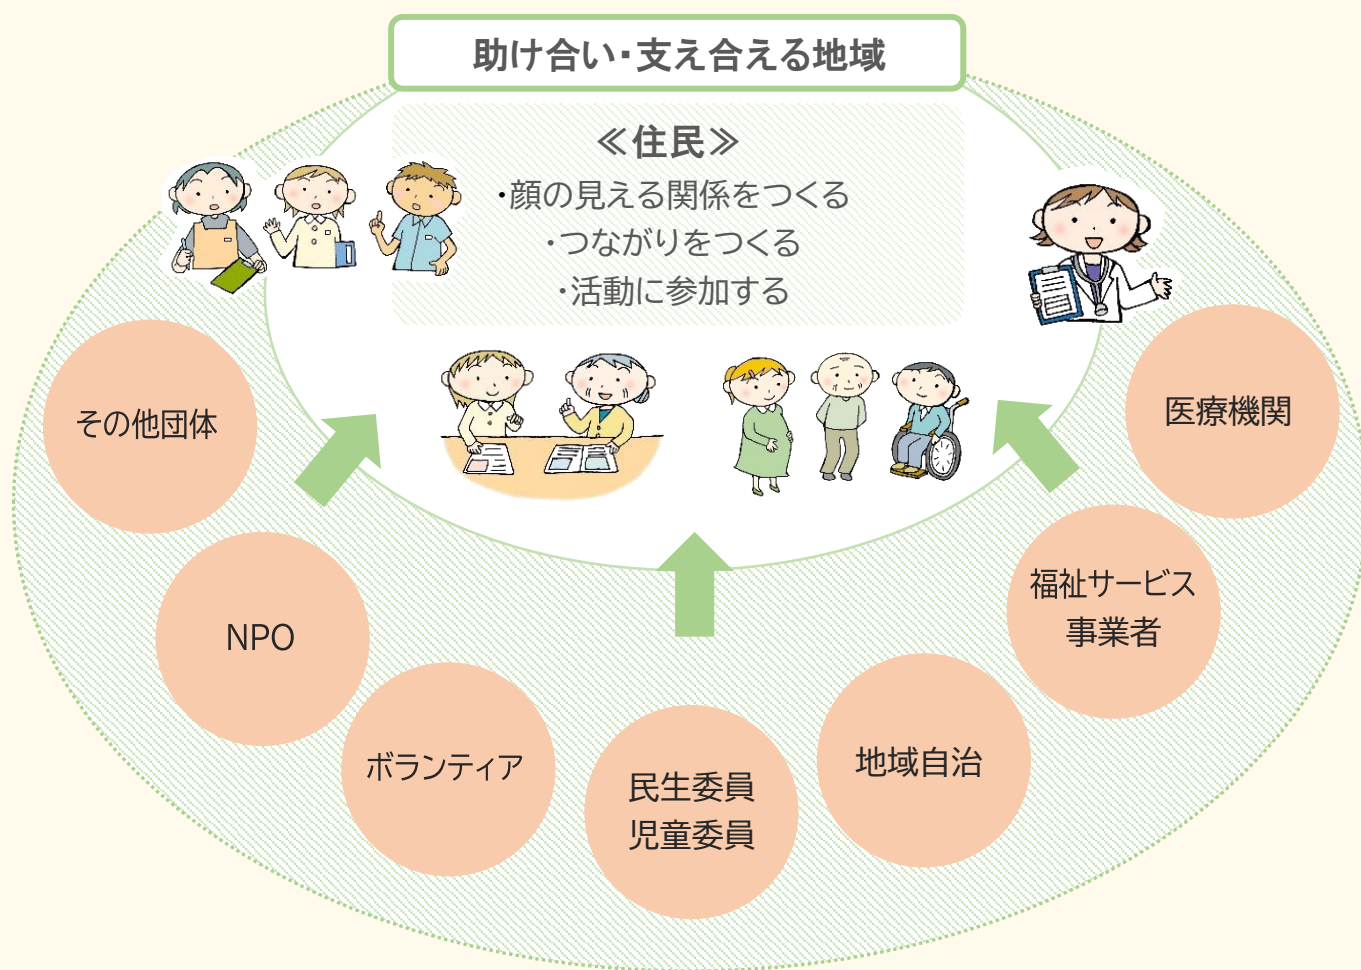 助け合い・支え合える地域
≪住民≫
・顔の見える関係をつくる
・つながりをつくる
・活動に参加する
その他団体
NPO
ボランティア
民生委員
児童委員
地域自治
福祉サービス
事業者
医療機関